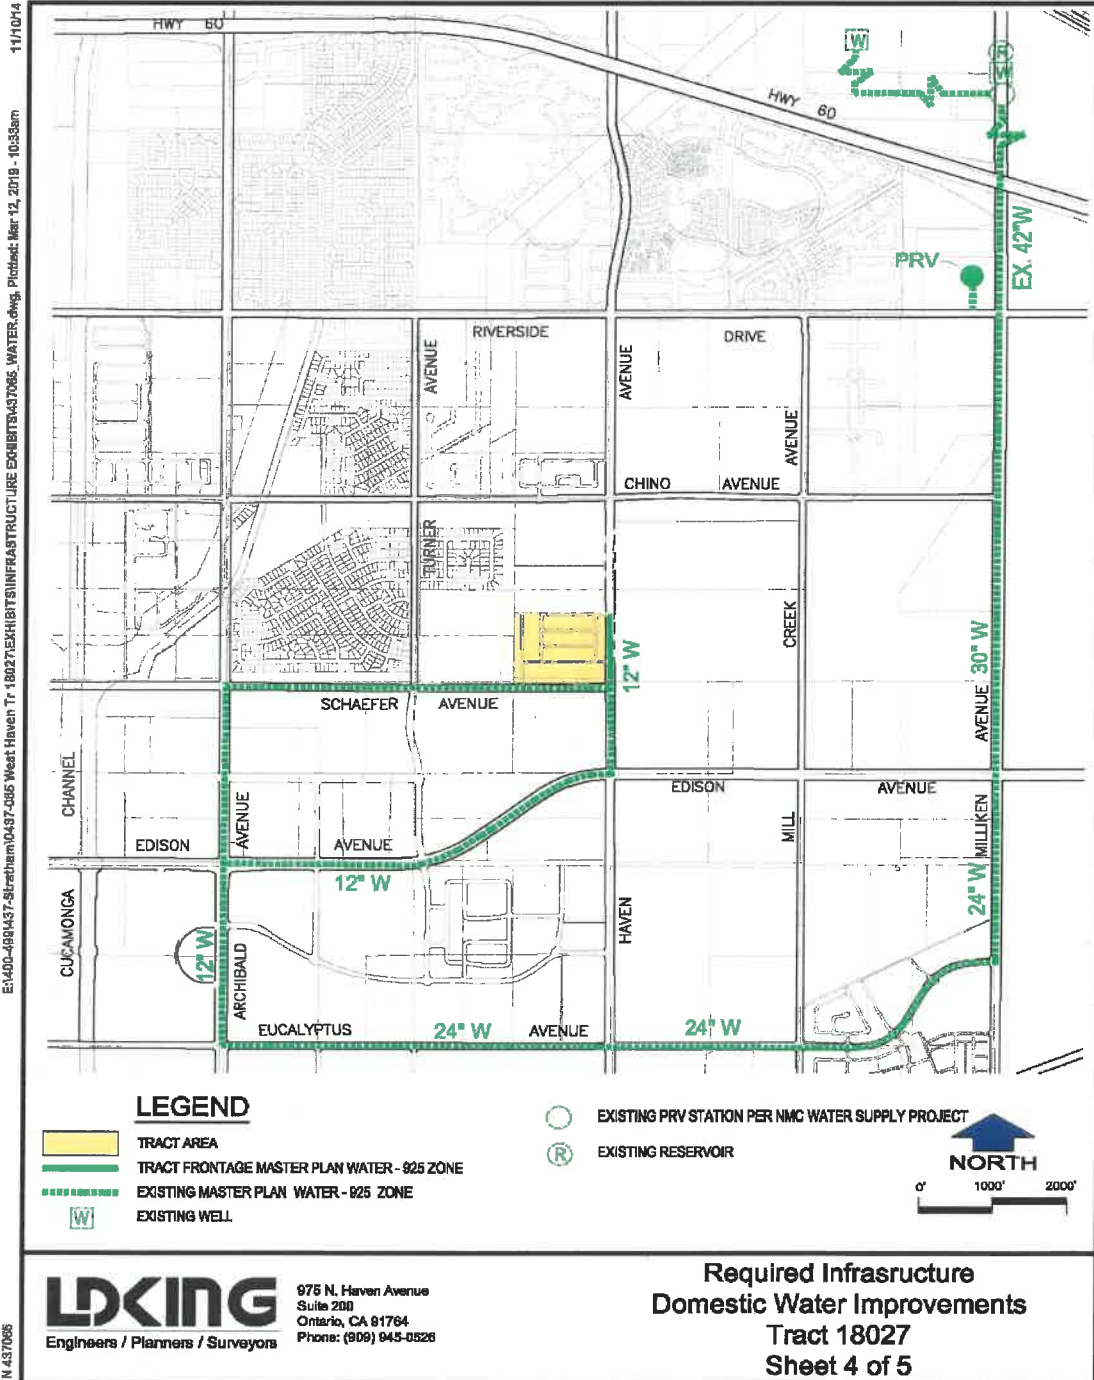 11/10/14
E:\400-499\437-Stratham\0437-065 West Haven Tr 18027\EXHIBITS\INFRASTRUCTURE EXHIBITS\437065_WATER.dwg, Plotted: Mar 12, 2019 - 10:33am
N 437065
HWY 60
W
R
W
HWY 60
EX. 42"W
PRV
RIVERSIDE
DRIVE
AVENUE
AVENUE
AVENUE
CHINO
AVENUE
TURNER
CREEK
12" W
30" W
SCHAEFER
AVENUE
AVENUE
CHANNEL
EDISON
AVENUE
AVENUE
MILL
MILLIKEN
EDISON
AVENUE
AVENUE
12" W
24" W
CUCAMONGA
12" W
ARCHIBALD
HAVEN
EUCALYPTUS
24" W
AVENUE
24" W
LEGEND
TRACT AREA
TRACT FRONTAGE MASTER PLAN WATER - 925 ZONE
EXISTING MASTER PLAN WATER - 925 ZONE
W
EXISTING WELL
EXISTING PRV STATION PER NMC WATER SUPPLY PROJECT
R
EXISTING RESERVOIR
NORTH
0' 1000' 2000'
LDKING
Engineers / Planners / Surveyors
975 N. Haven Avenue
Suite 200
Ontario, CA 91764
Phone: (909) 945-0526
Required Infrasructure
Domestic Water Improvements
Tract 18027
Sheet 4 of 5